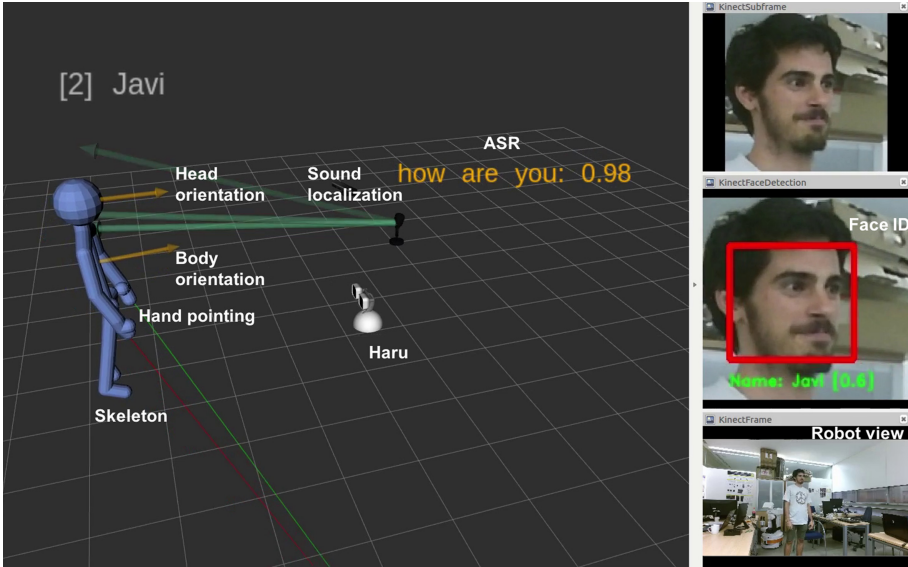 [2] Javi
Head
orientation
Sound
localization
ASR
how are you: 0.98
Body
orientation
Hand pointing
Haru
Skeleton
KinectSubframe
KinectFaceDetection
Face ID
Name: Javi [0.6]
KinectFrame
Robot view